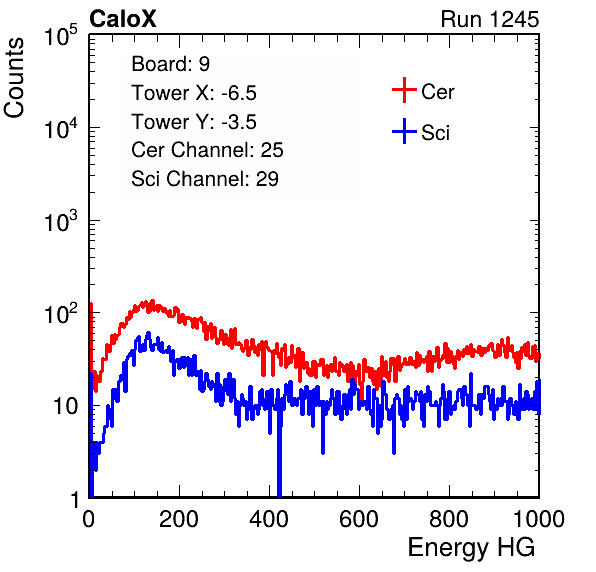 CaloX Run 1245
Counts
Board: 9
Tower X: -6.5
Tower Y: -3.5
Cer Channel: 25
Sci Channel: 29
Cer
Sci
10^5
10^4
10^3
10^2
10
1
0 200 400 600 800 1000
Energy HG